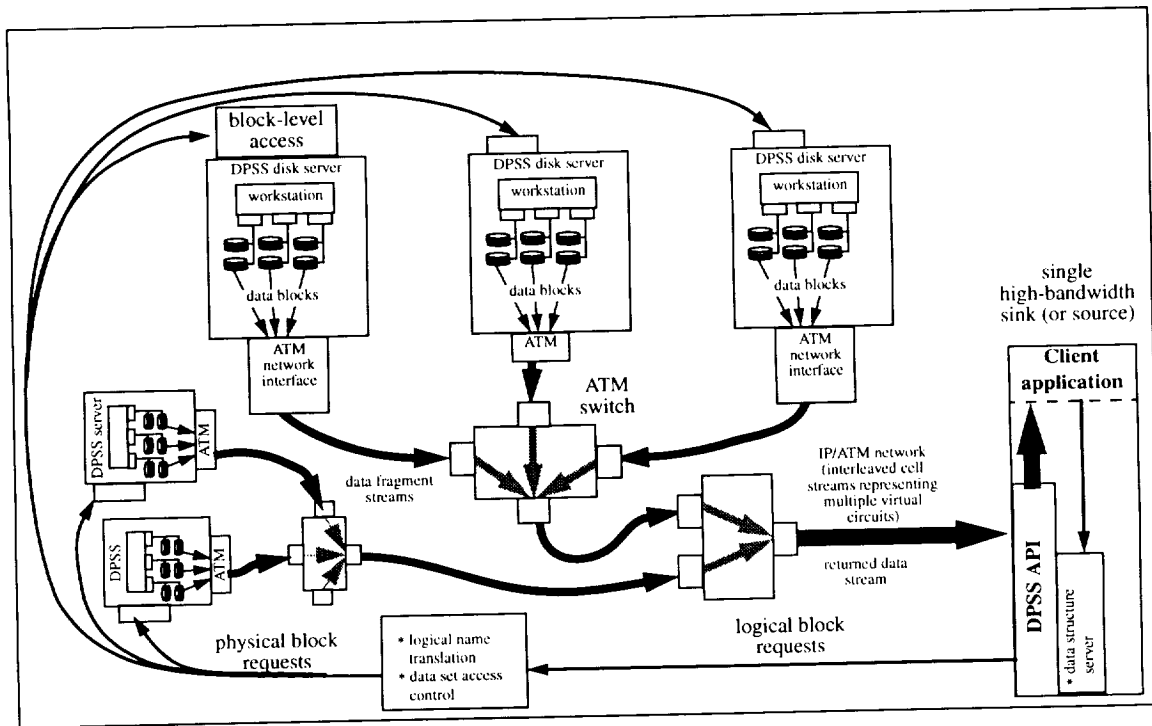 block-level
access
DPSS disk server
workstation
data blocks
ATM
network
interface
DPSS disk server
workstation
data blocks
ATM
DPSS disk server
workstation
data blocks
ATM
network
interface
single
high-bandwidth
sink (or source)
Client
application
ATM
switch
DPSS server
ATM
data fragment
streams
IP/ATM network
(interleaved cell
streams representing
multiple virtual
circuits)
returned data
stream
DPSS
ATM
DPSS API
* data structure
server
physical block
requests
* logical name
translation
* data set access
control
logical block
requests